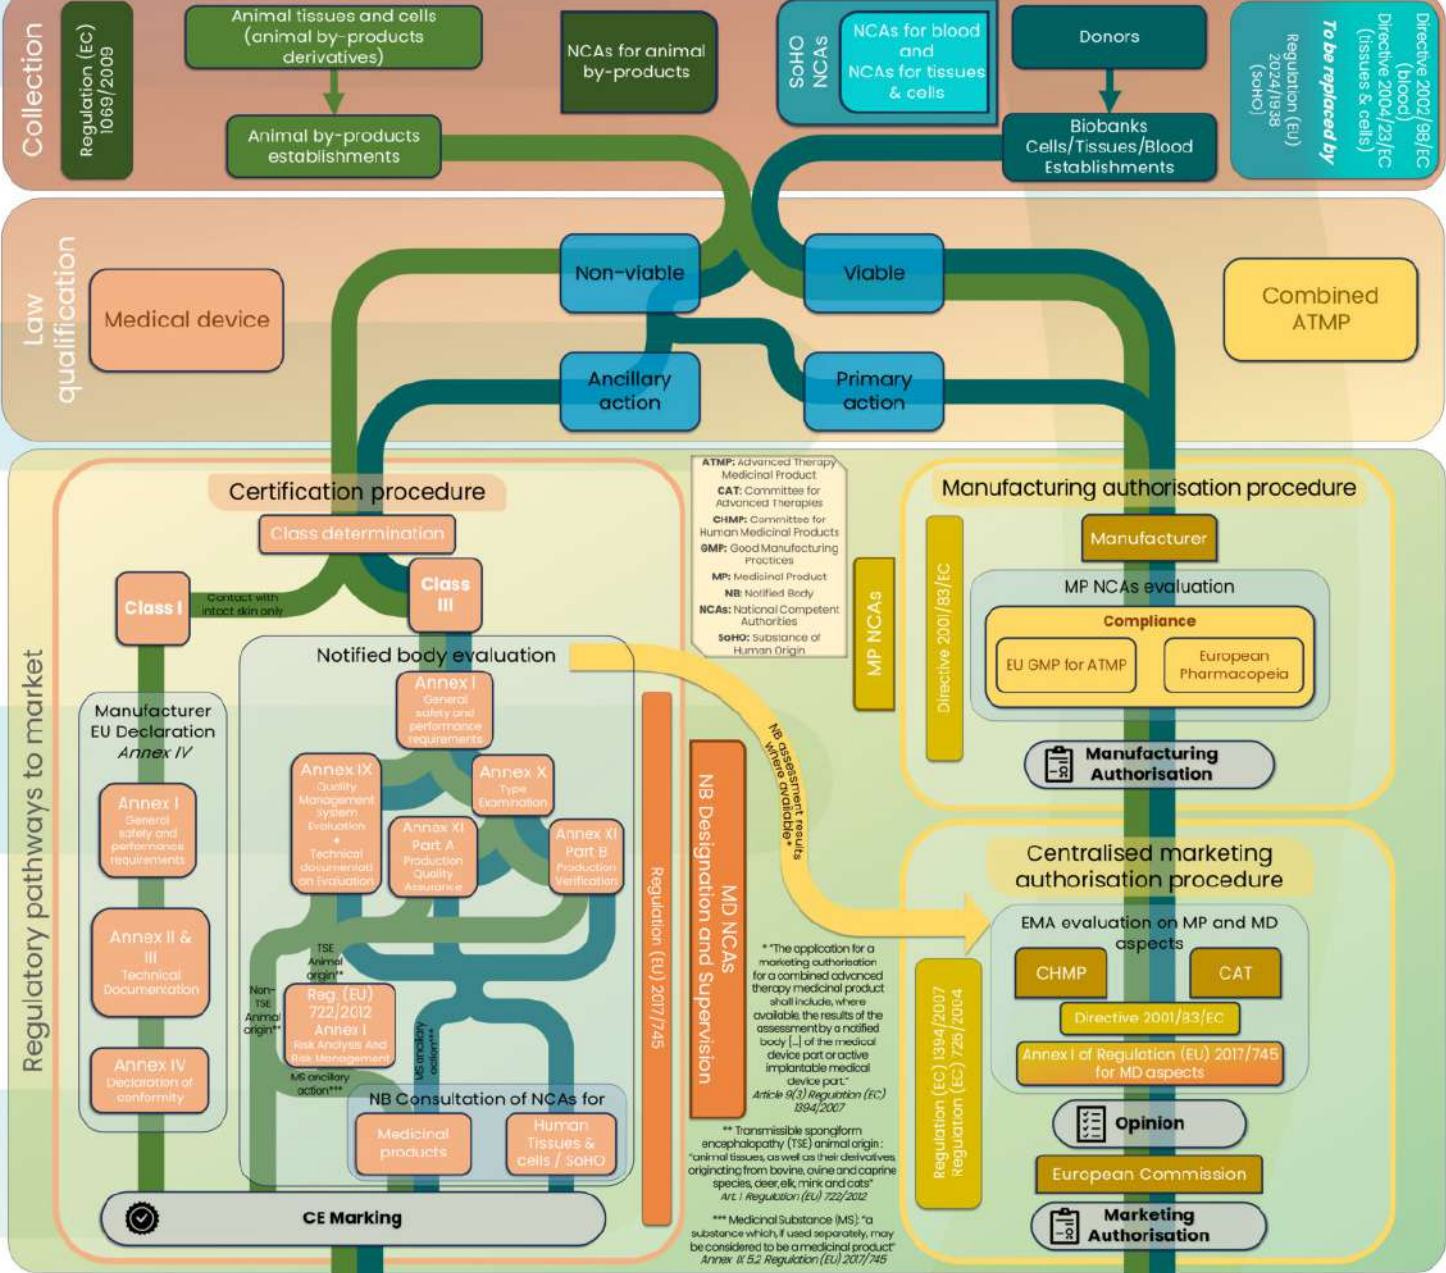 Collection
Regulation (EC)
1069/2009
Animal tissues and cells
(animal by-products
derivatives)
Animal by-products
establishments
NCAs for animal
by-products
SoHO
NCAs
NCAs for blood
and
NCAs for tissues
& cells
Donors
Biobanks
Cells/Tissues/Blood
Establishments
Directive 2002/98/EC
(blood)
Directive 2004/23/EC
(tissues & cells)
To be replaced by
Regulation (EU)
2024/1938
(SoHO)
Law
qualification
Medical device
Non-viable
Viable
Ancillary
action
Primary
action
Combined
ATMP
Regulatory pathways to market
Certification procedure
Class determination
Class I
Contact with
intact skin only
Class
III
Manufacturer
EU Declaration
Annex IV
Annex I
General
safety and
performance
requirements
Annex II &
III
Technical
Documentation
Annex IV
Declaration of
conformity
Notified body evaluation
Annex I
General
safety and
performance
requirements
Annex IX
Quality
Management
System
Evaluation
+
Technical
documentati
on Evaluation
Annex X
Type
Examination
Annex XI
Part A
Production
Quality
Assurance
Annex XI
Part B
Production
Verification
TSE
Animal
origin**
Non-
TSE
Animal
origin**
Reg. (EU)
722/2012
Annex I
Risk Analysis And
Risk Management
MS ancillary
action***
MS ancillary
action***
NB Consultation of NCAs for
Medicinal
products
Human
Tissues &
cells / SoHO
CE Marking
Regulation (EU) 2017/745
MD NCAs
NB Designation and Supervision
ATMP: Advanced Therapy
Medicinal Product
CAT: Committee for
Advanced Therapies
CHMP: Committee for
Human Medicinal Products
GMP: Good Manufacturing
Practices
MP: Medicinal Product
NB: Notified Body
NCAs: National Competent
Authorities
SoHO: Substance of
Human Origin
NB assessment results
where available*
* "The application for a
marketing authorisation
for a combined advanced
therapy medicinal product
shall include, where
available, the results of the
assessment by a notified
body [...] of the medical
device part or active
implantable medical
device part."
Article 9(3) Regulation (EC)
1394/2007
** Transmissible spongiform
encephalopathy (TSE) animal origin :
"animal tissues, as well as their derivatives,
originating from bovine, ovine and caprine
species, deer, elk, mink and cats"
Art. 1 Regulation (EU) 722/2012
*** Medicinal Substance (MS): "a
substance which, if used separately, may
be considered to be a medicinal product"
Annex IX 5.2 Regulation (EU) 2017/745
MP NCAs
Directive 2001/83/EC
Manufacturing authorisation procedure
Manufacturer
MP NCAs evaluation
Compliance
EU GMP for ATMP
European
Pharmacopeia
Manufacturing
Authorisation
Centralised marketing
authorisation procedure
EMA evaluation on MP and MD
aspects
CHMP
CAT
Directive 2001/83/EC
Annex I of Regulation (EU) 2017/745
for MD aspects
Opinion
European Commission
Marketing
Authorisation
Regulation (EC) 1394/2007
Regulation (EC) 726/2004